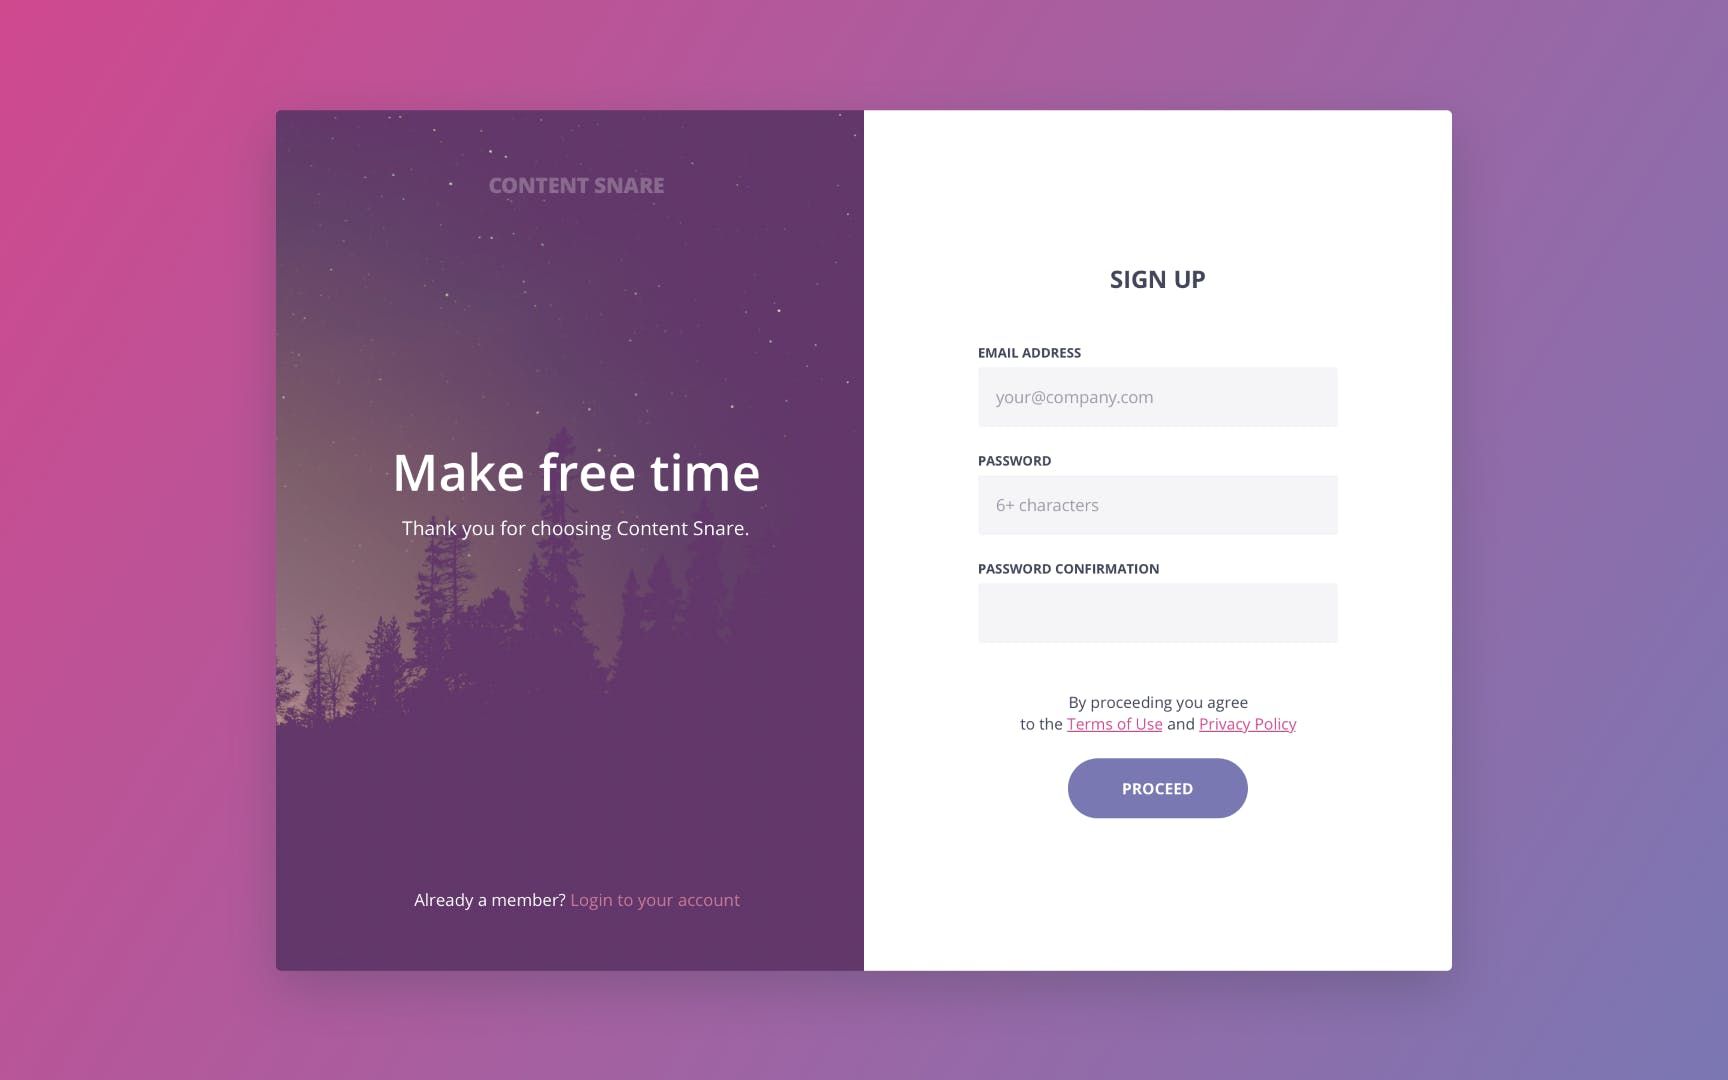 CONTENT SNARE
Make free time
Thank you for choosing Content Snare.
Already a member? Login to your account
SIGN UP
EMAIL ADDRESS
your@company.com
PASSWORD
6+ characters
PASSWORD CONFIRMATION
By proceeding you agree
to the Terms of Use and Privacy Policy
PROCEED